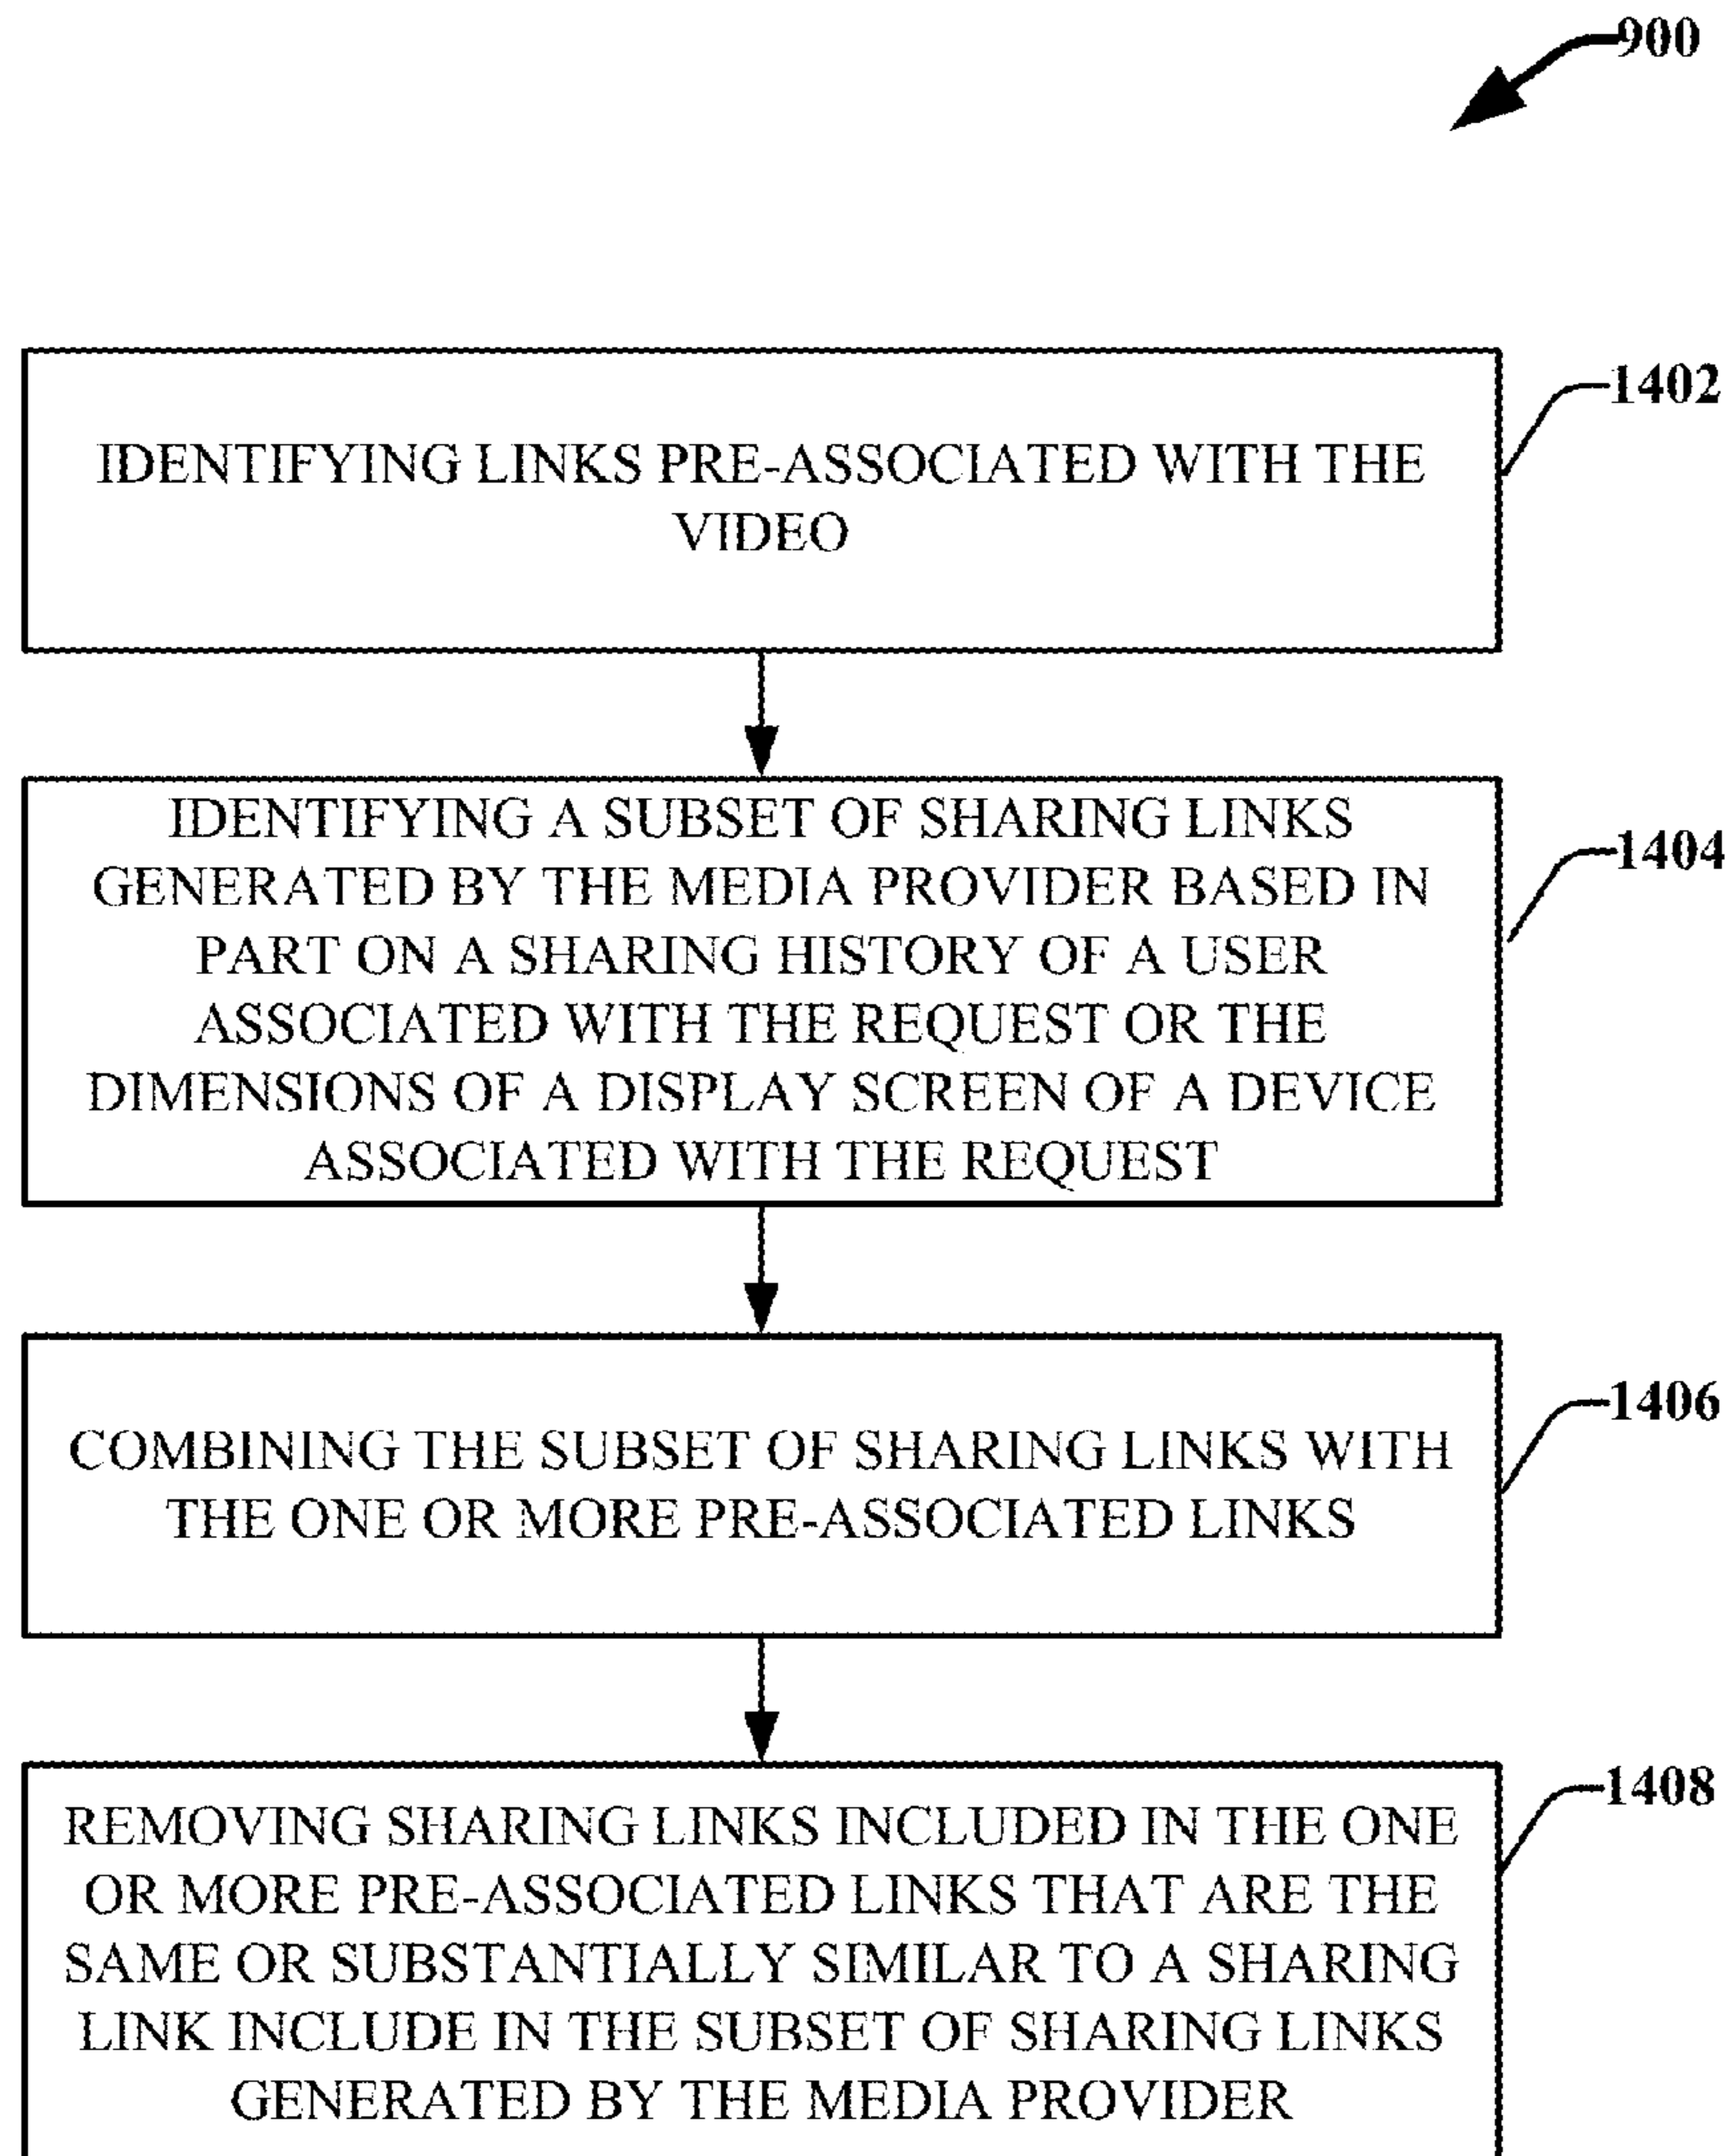 900
1402
IDENTIFYING LINKS PRE-ASSOCIATED WITH THE
VIDEO
1404
IDENTIFYING A SUBSET OF SHARING LINKS
GENERATED BY THE MEDIA PROVIDER BASED IN
PART ON A SHARING HISTORY OF A USER
ASSOCIATED WITH THE REQUEST OR THE
DIMENSIONS OF A DISPLAY SCREEN OF A DEVICE
ASSOCIATED WITH THE REQUEST
1406
COMBINING THE SUBSET OF SHARING LINKS WITH
THE ONE OR MORE PRE-ASSOCIATED LINKS
1408
REMOVING SHARING LINKS INCLUDED IN THE ONE
OR MORE PRE-ASSOCIATED LINKS THAT ARE THE
SAME OR SUBSTANTIALLY SIMILAR TO A SHARING
LINK INCLUDE IN THE SUBSET OF SHARING LINKS
GENERATED BY THE MEDIA PROVIDER